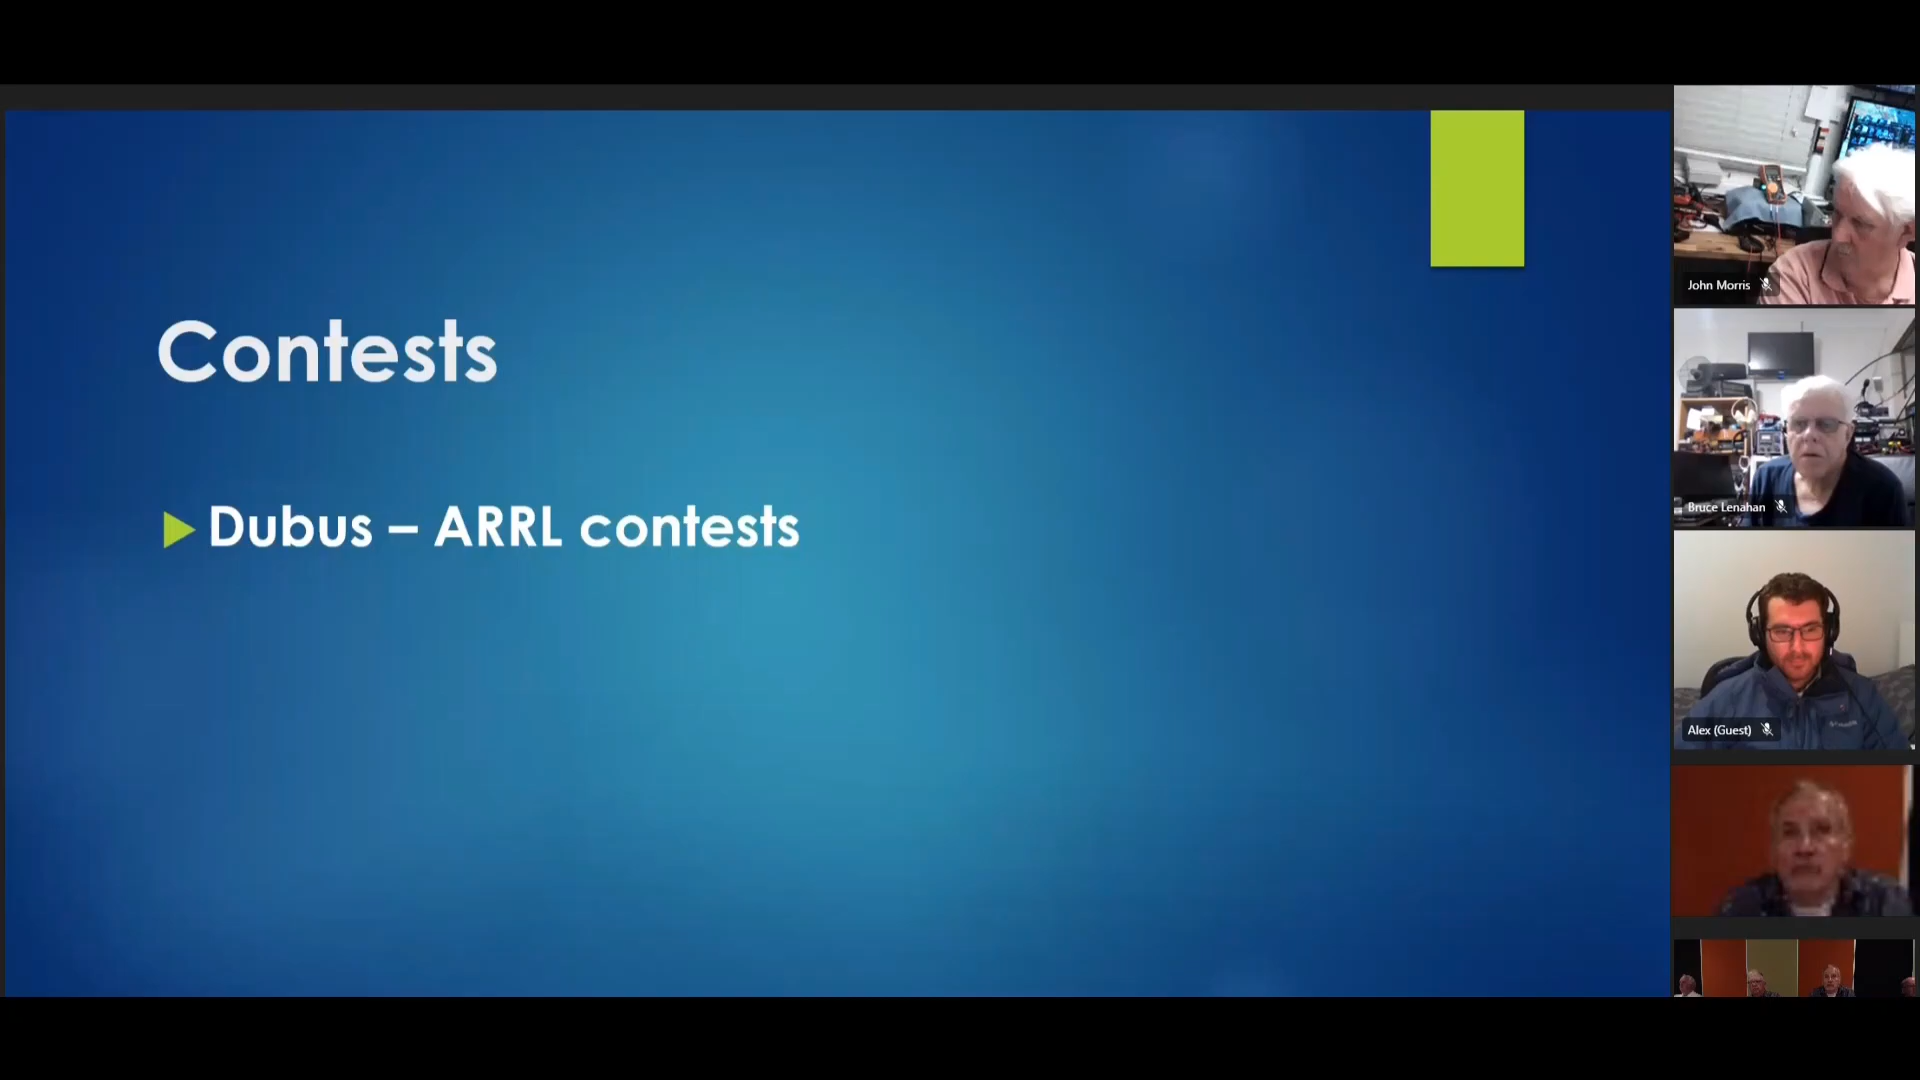 Contests
Dubus – ARRL contests
John Morris
Bruce Lenahan
Alex (Guest)